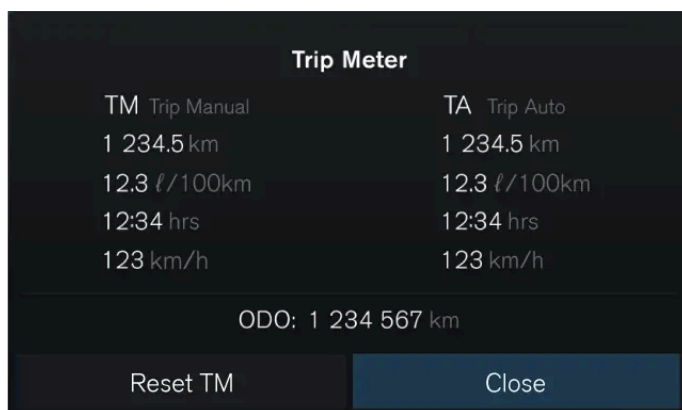 Trip Meter
TM Trip Manual TA Trip Auto
1 234.5 km 1 234.5 km
12.3 ℓ/100km 12.3 ℓ/100km
12:34 hrs 12:34 hrs
123 km/h 123 km/h
ODO: 1 234 567 km
Reset TM Close